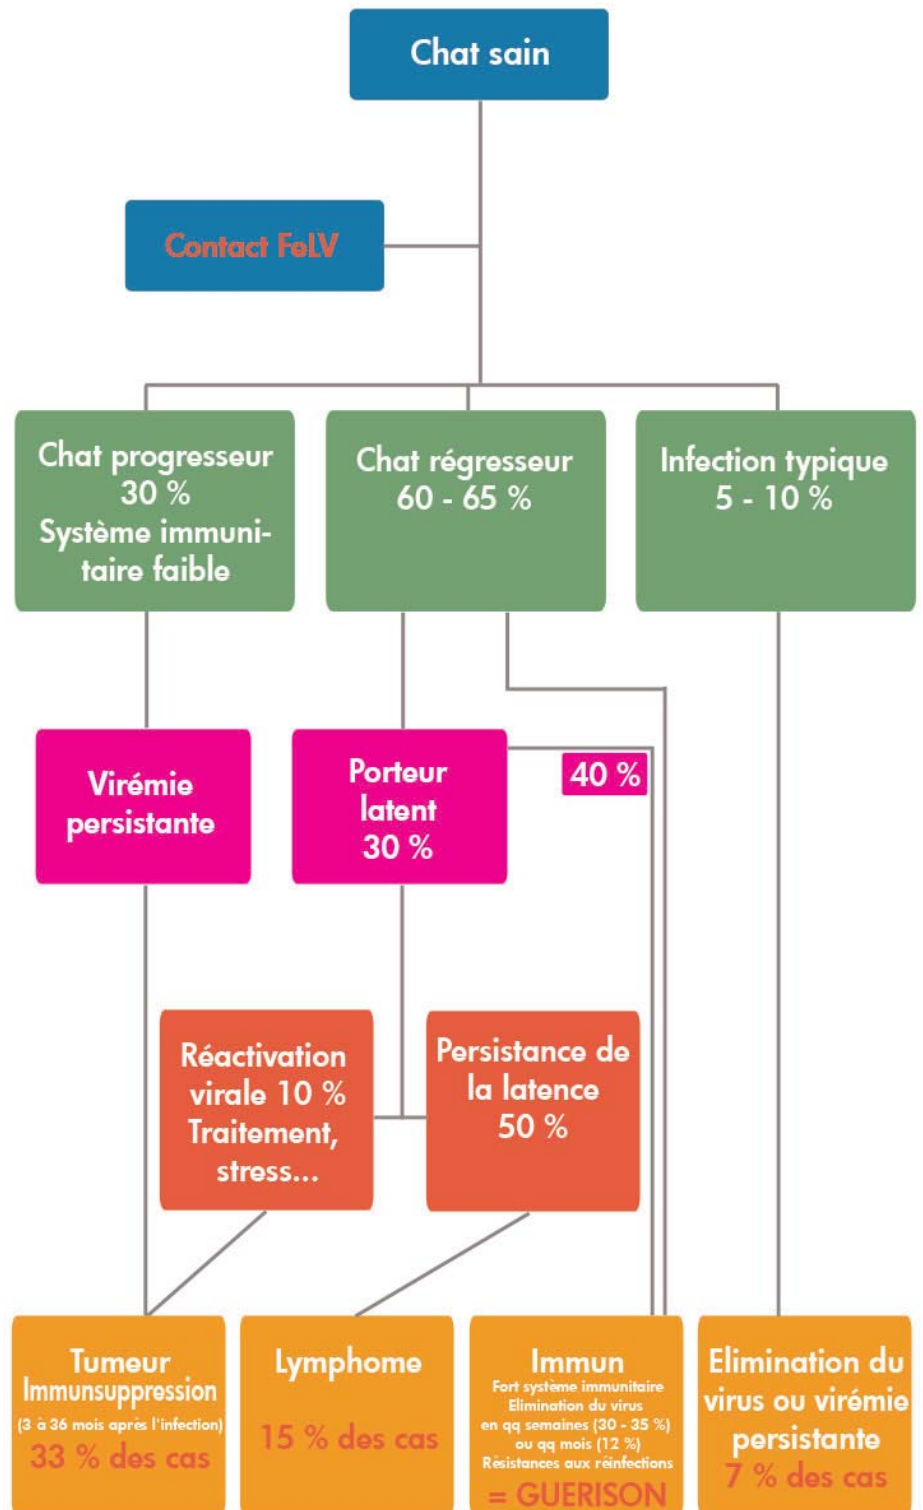 Chat sain
Contact FeLV
Chat progresseur
30 %
Système immuni-
taire faible
Chat régresseur
60 - 65 %
Infection typique
5 - 10 %
Virémie
persistante
Porteur
latent
30 %
40 %
Réactivation
virale 10 %
Traitement,
stress...
Persistance de
la latence
50 %
Tumeur
Immunsuppression
(3 à 36 mois après l'infection)
33 % des cas
Lymphome
15 % des cas
Immun
Fort système immunitaire
Elimination du virus
en qq semaines (30 - 35 %)
ou qq mois (12 %)
Résistances aux réinfections
= GUERISON
Elimination du
virus ou virémie
persistante
7 % des cas